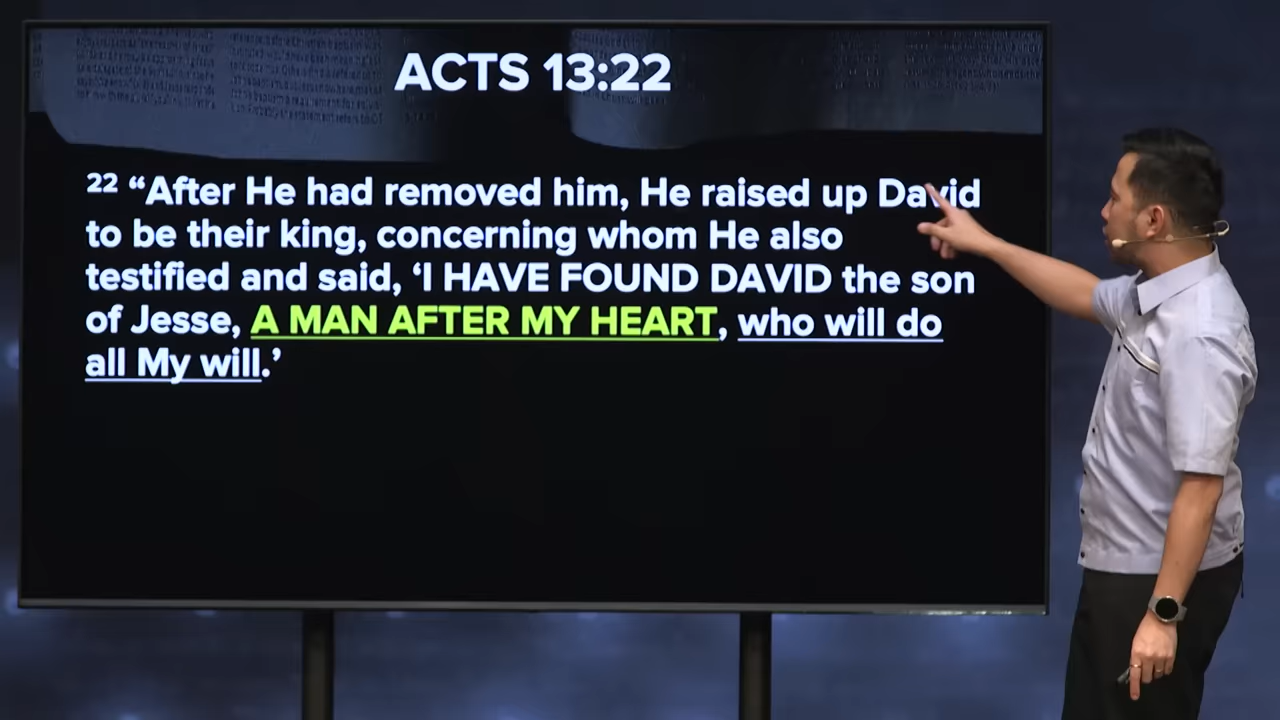 ACTS 13:22
22 “After He had removed him, He raised up David
to be their king, concerning whom He also
testified and said, ‘I HAVE FOUND DAVID the son
of Jesse, A MAN AFTER MY HEART, who will do
all My will.’